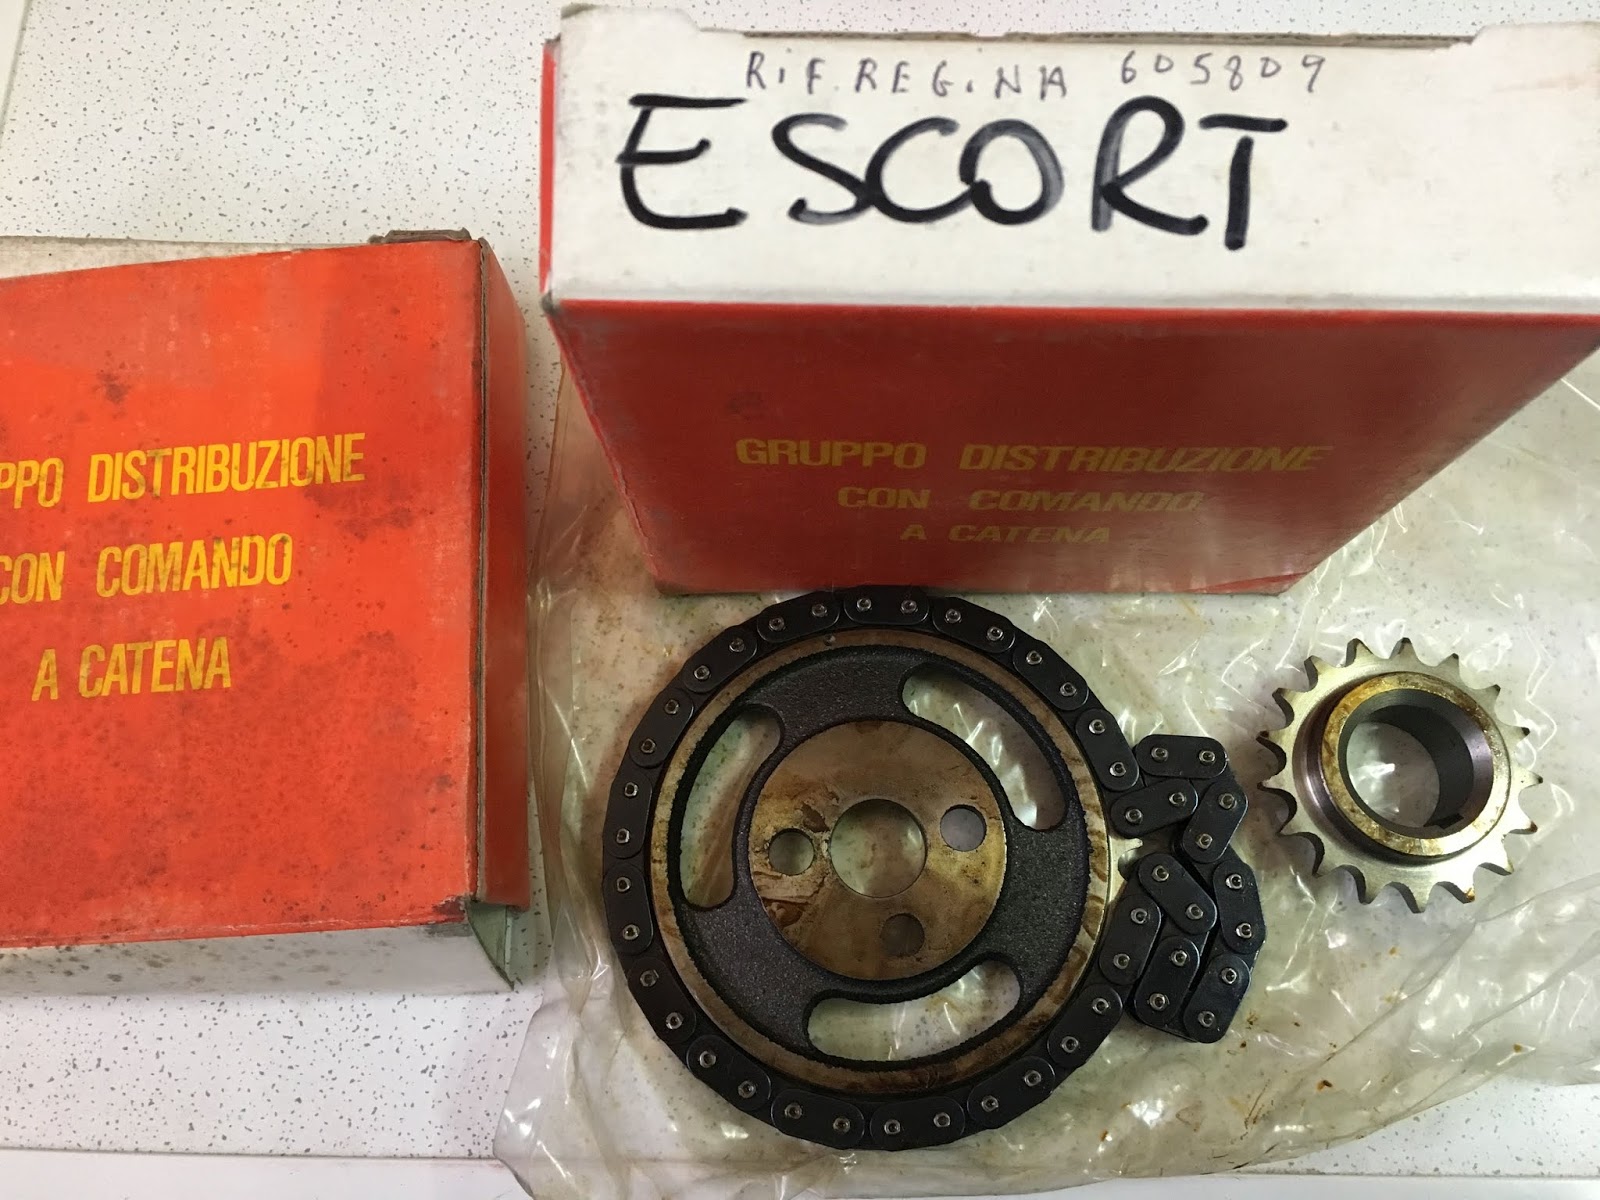 RiF. REGiNA 605809
ESCORT
GRUPPO DISTRIBUZIONE
CON COMANDO
A CATENA
PPO DISTRIBUZIONE
CON COMANDO
A CATENA